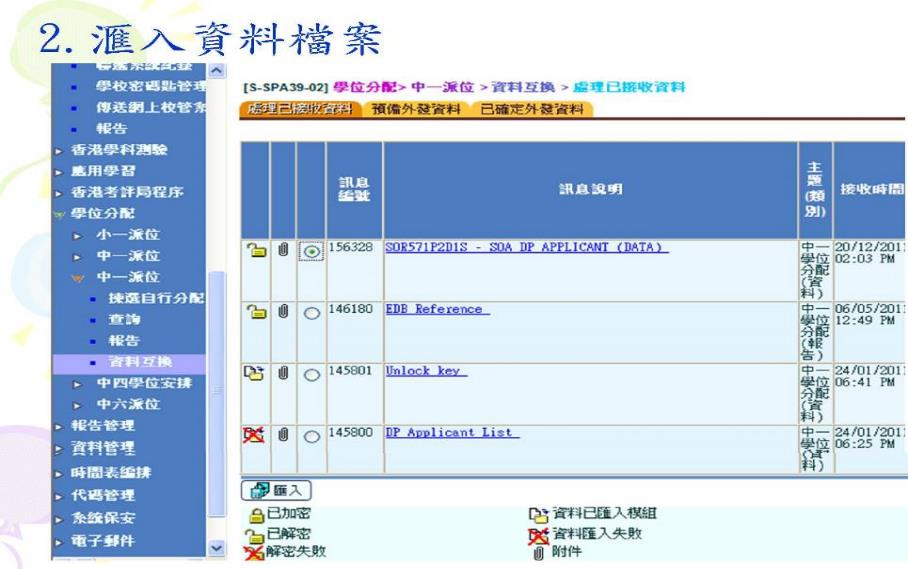 2. 滙入資料檔案
學校密碼匙管理
傳送網上校管系
報告
香港學科測驗
應用學習
香港考評局程序
學位分配
小一派位
中一派位
中一派位
揀選自行分配
查詢
報告
資料互換
中四學位安排
中六派位
報告管理
資料管理
時間表編排
代碼管理
系統保安
電子郵件
[S-SPA39-02] 學位分配> 中一派位 > 資料互換 > 處理已接收資料
處理已接收資料 預備外發資料 已確定外發資料
訊息編號 訊息說明 主題(類別) 接收時間
156328 SOR571P2D1S - SOA DP APPLICANT (DATA) 中一學位分配(資料) 20/12/201 02:03 PM
146180 EDB Reference 中一學位分配(報告) 06/05/201 12:49 PM
145801 Unlock key 中一學位分配(資料) 24/01/201 06:41 PM
145800 DP Applicant List 中一學位 料) 24/01/201 06:25 PM
匯入
已加密 資料已匯入模組
已解密 資料匯入失敗
解密失敗 附件